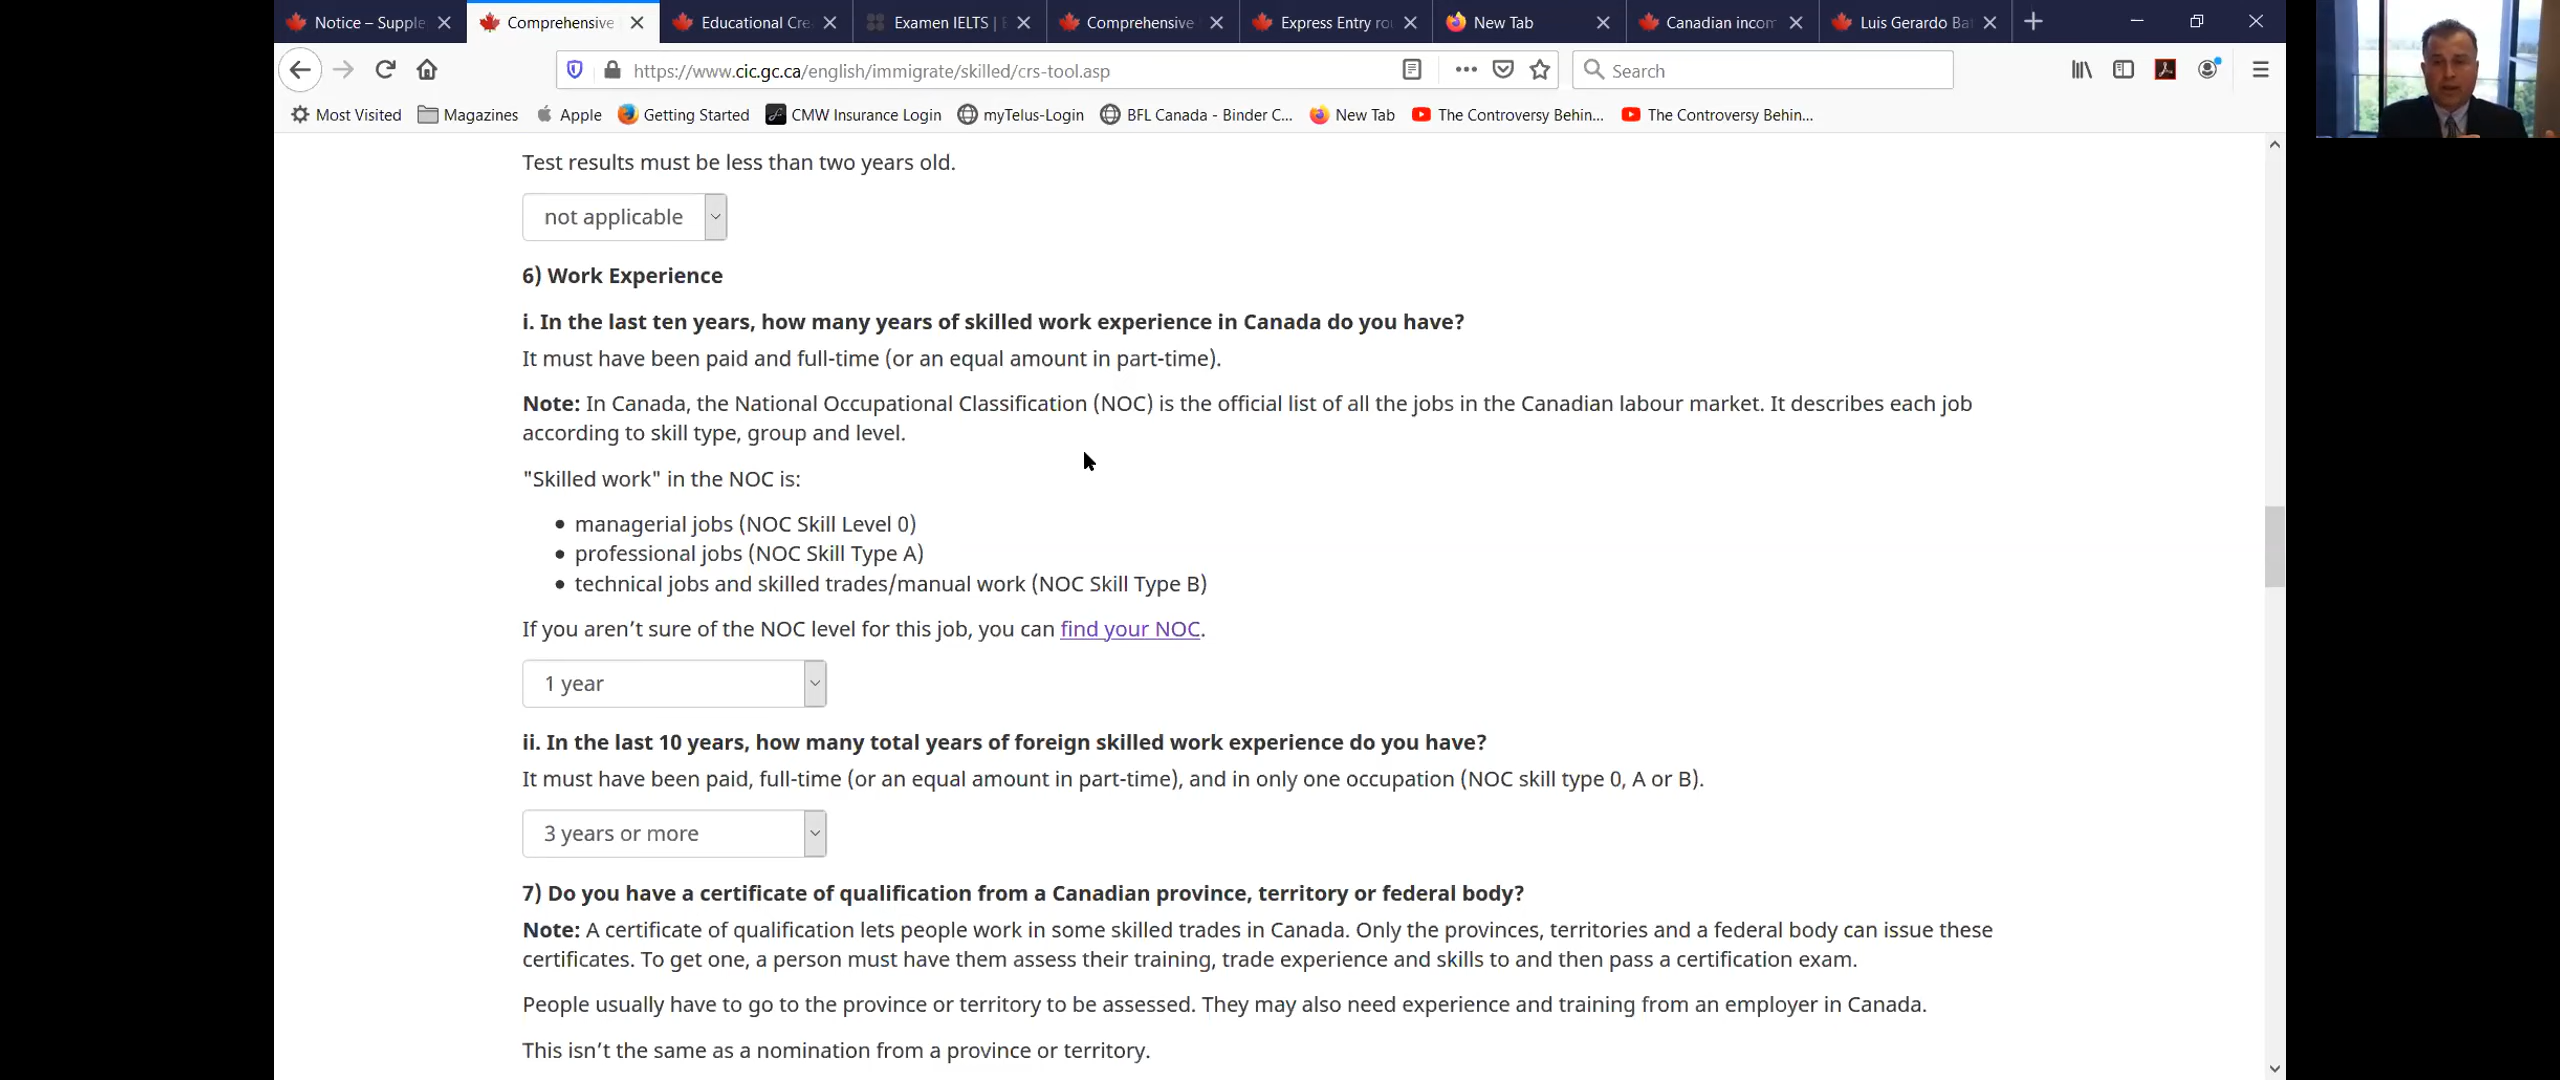 Notice – Supple
Comprehensive
Educational Cre
Examen IELTS |
Comprehensive
Express Entry rou
New Tab
Canadian incom
Luis Gerardo Bat
https://www.cic.gc.ca/english/immigrate/skilled/crs-tool.asp
Search
Most Visited
Magazines
Apple
Getting Started
CMW Insurance Login
myTelus-Login
BFL Canada - Binder C...
New Tab
The Controversy Behin...
The Controversy Behin...
Test results must be less than two years old.
not applicable
6) Work Experience
i. In the last ten years, how many years of skilled work experience in Canada do you have?
It must have been paid and full-time (or an equal amount in part-time).
Note: In Canada, the National Occupational Classification (NOC) is the official list of all the jobs in the Canadian labour market. It describes each job
according to skill type, group and level.
"Skilled work" in the NOC is:
• managerial jobs (NOC Skill Level 0)
• professional jobs (NOC Skill Type A)
• technical jobs and skilled trades/manual work (NOC Skill Type B)
If you aren’t sure of the NOC level for this job, you can find your NOC.
1 year
ii. In the last 10 years, how many total years of foreign skilled work experience do you have?
It must have been paid, full-time (or an equal amount in part-time), and in only one occupation (NOC skill type 0, A or B).
3 years or more
7) Do you have a certificate of qualification from a Canadian province, territory or federal body?
Note: A certificate of qualification lets people work in some skilled trades in Canada. Only the provinces, territories and a federal body can issue these
certificates. To get one, a person must have them assess their training, trade experience and skills to and then pass a certification exam.
People usually have to go to the province or territory to be assessed. They may also need experience and training from an employer in Canada.
This isn’t the same as a nomination from a province or territory.